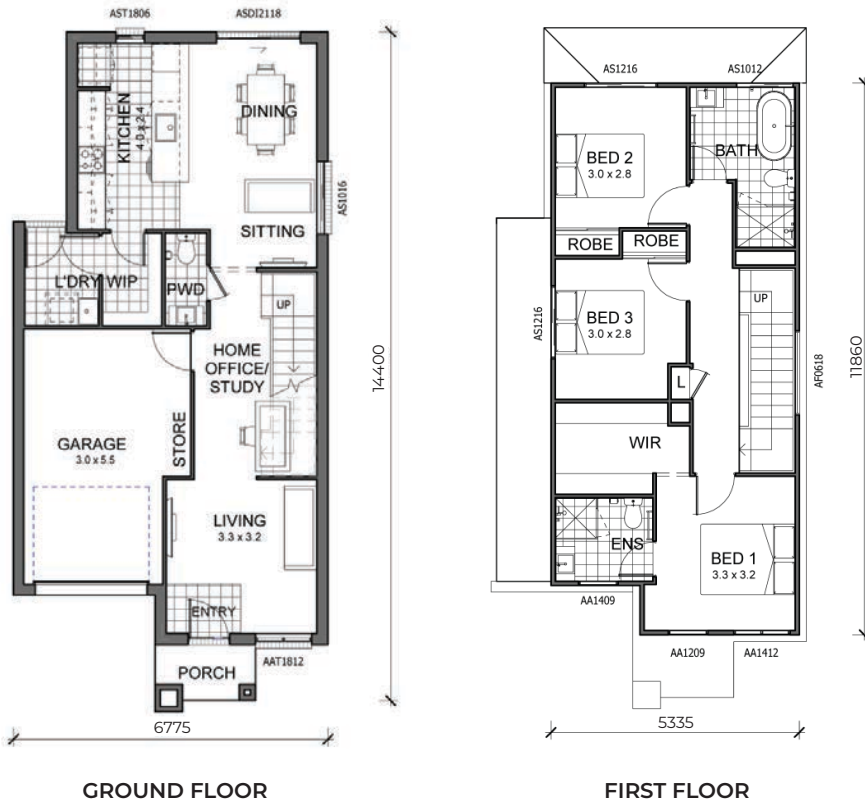 AST1806
ASDI2118
KITCHEN
4.0 x 2.4
DINING
AS1016
SITTING
L'DRY
WIP
PWD
UP
HOME
OFFICE/
STUDY
14400
GARAGE
3.0 x 5.5
STORE
LIVING
3.3 x 3.2
ENTRY
AAT1812
PORCH
6775
GROUND FLOOR
AS1216
AS1012
BED 2
3.0 x 2.8
BATH
ROBE
ROBE
UP
BED 3
3.0 x 2.8
AS1216
AF0618
11860
L
WIR
ENS
BED 1
3.3 x 3.2
AA1409
AA1209
AA1412
5335
FIRST FLOOR